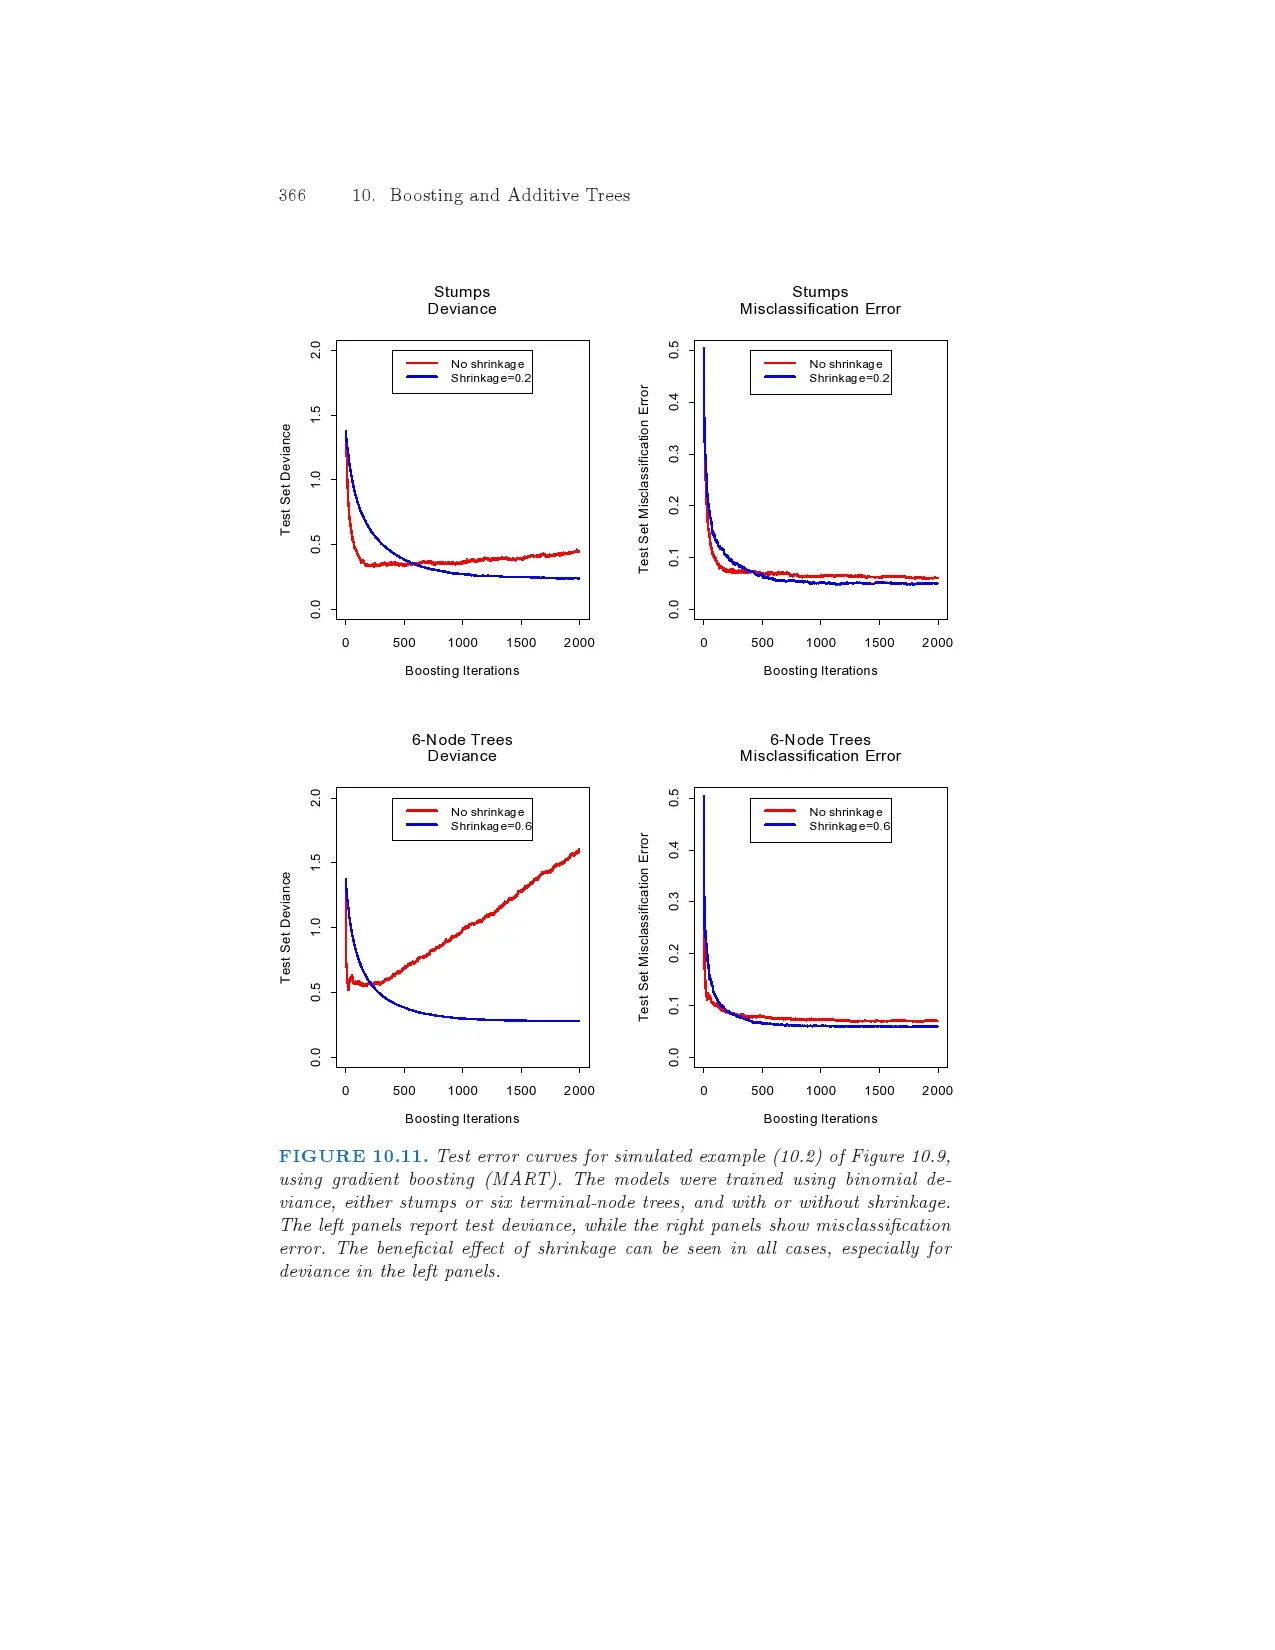 366 10. Boosting and Additive Trees
Stumps
Deviance
2.0
1.5
1.0
0.5
0.0
Test Set Deviance
No shrinkage
Shrinkage=0.2
0 500 1000 1500 2000
Boosting Iterations
Stumps
Misclassification Error
0.5
0.4
0.3
0.2
0.1
0.0
Test Set Misclassification Error
No shrinkage
Shrinkage=0.2
0 500 1000 1500 2000
Boosting Iterations
6-Node Trees
Deviance
2.0
1.5
1.0
0.5
0.0
Test Set Deviance
No shrinkage
Shrinkage=0.6
0 500 1000 1500 2000
Boosting Iterations
6-Node Trees
Misclassification Error
0.5
0.4
0.3
0.2
0.1
0.0
Test Set Misclassification Error
No shrinkage
Shrinkage=0.6
0 500 1000 1500 2000
Boosting Iterations
FIGURE 10.11. Test error curves for simulated example (10.2) of Figure 10.9,
using gradient boosting (MART). The models were trained using binomial de-
viance, either stumps or six terminal-node trees, and with or without shrinkage.
The left panels report test deviance, while the right panels show misclassification
error. The beneficial effect of shrinkage can be seen in all cases, especially for
deviance in the left panels.